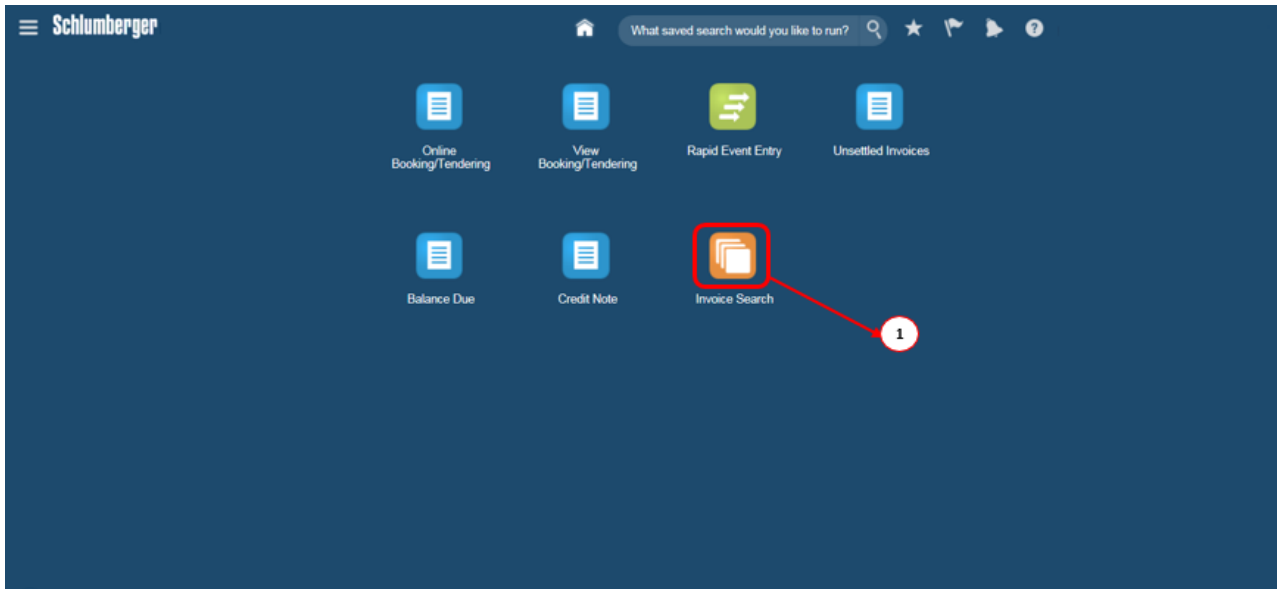 Schlumberger
What saved search would you like to run?
Online
Booking/Tendering
View
Booking/Tendering
Rapid Event Entry
Unsettled Invoices
Balance Due
Credit Note
Invoice Search
1